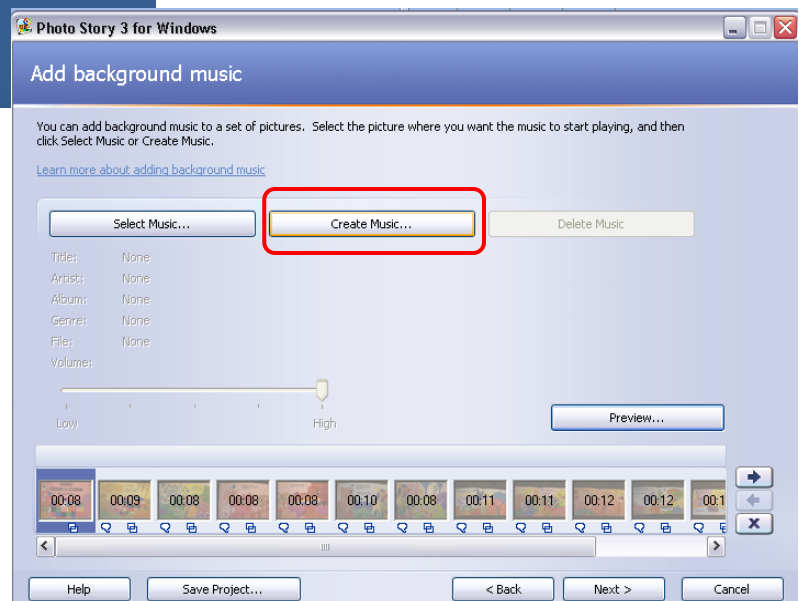 Photo Story 3 for Windows
Add background music
You can add background music to a set of pictures. Select the picture where you want the music to start playing, and then
click Select Music or Create Music.
Learn more about adding background music
Select Music... Create Music... Delete Music
Title: None
Artist: None
Album: None
Genre: None
File: None
Volume:
Low High
Preview...
00:08 00:09 00:08 00:08 00:08 00:10 00:08 00:11 00:11 00:12 00:12 00:1
Help Save Project... < Back Next > Cancel